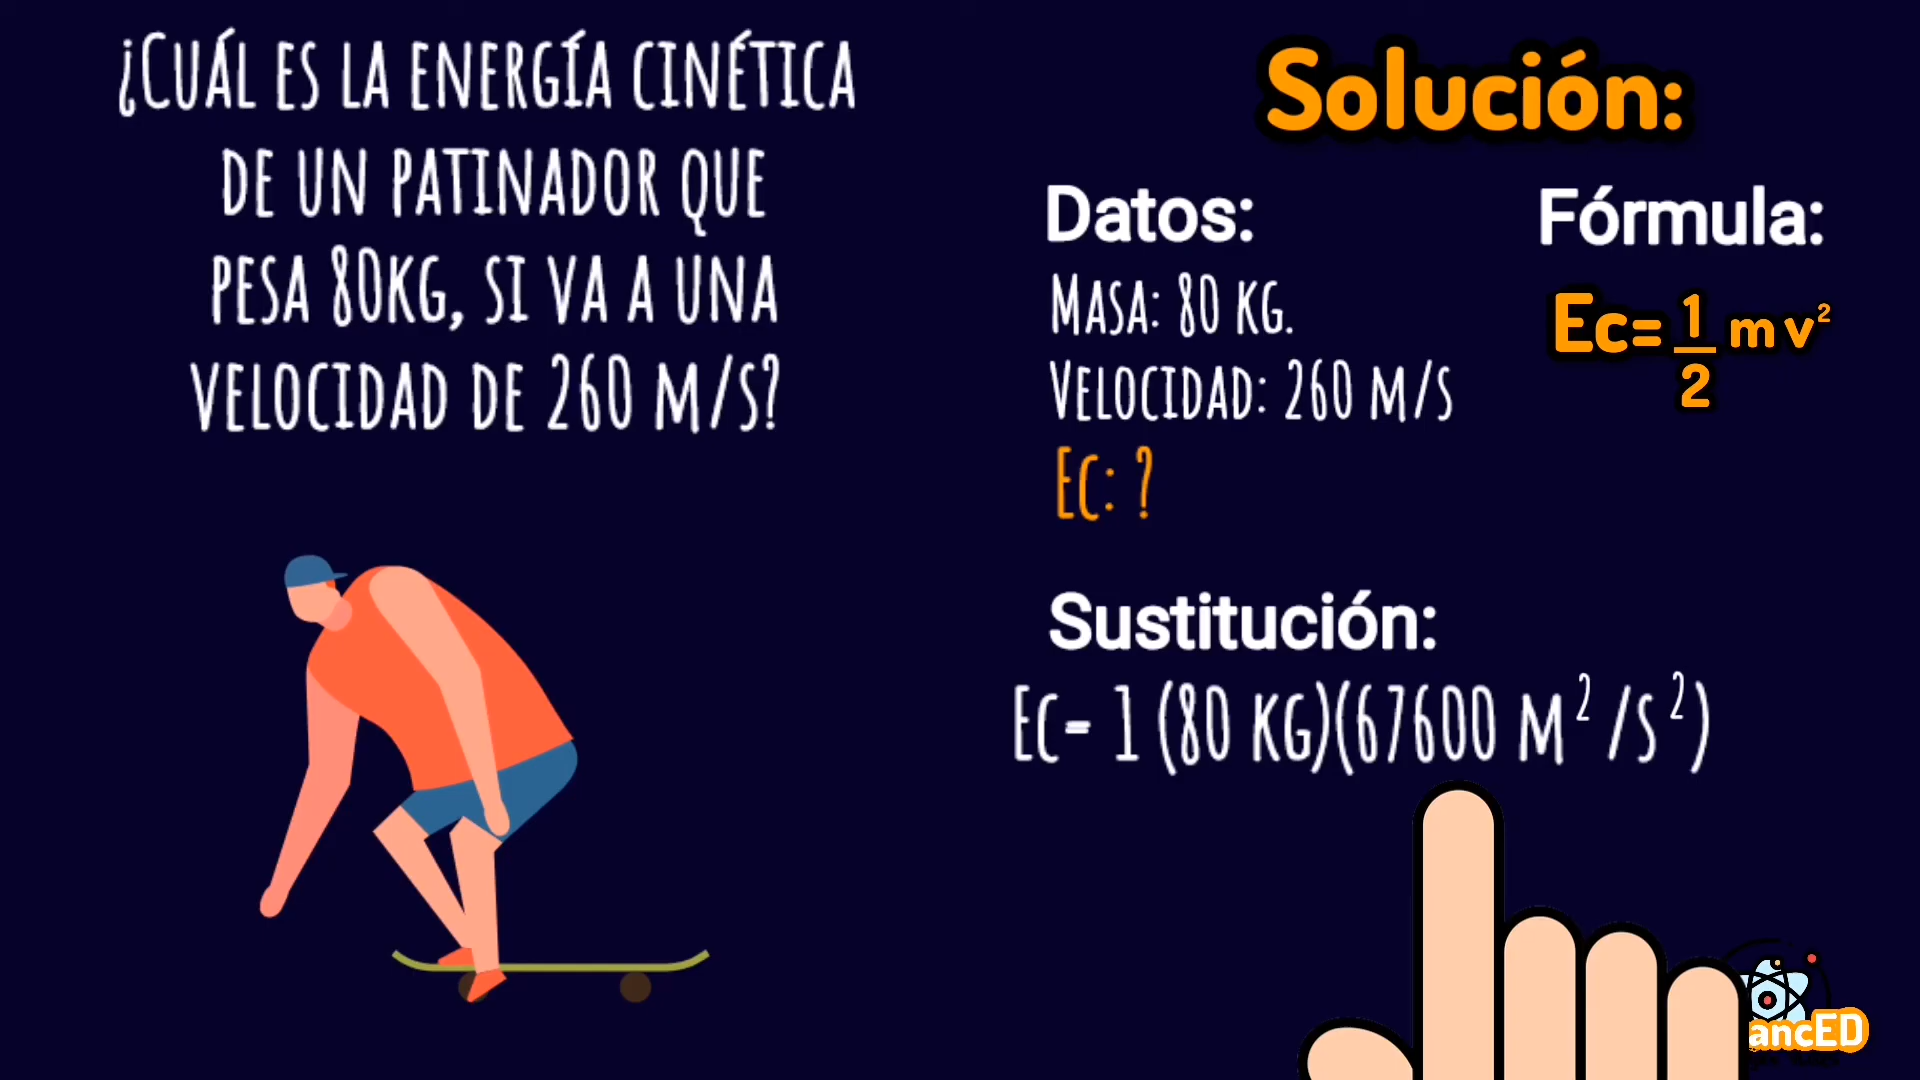 ¿Cuál es la energía cinética
de un patinador que
pesa 80kg, si va a una
velocidad de 260 m/s?
Solución:
Datos:
Masa: 80 kg.
Velocidad: 260 m/s
Ec: ?
Fórmula:
Ec= 1/2 m v²
Sustitución:
Ec= 1 (80 kg)(67600 m²/s²)